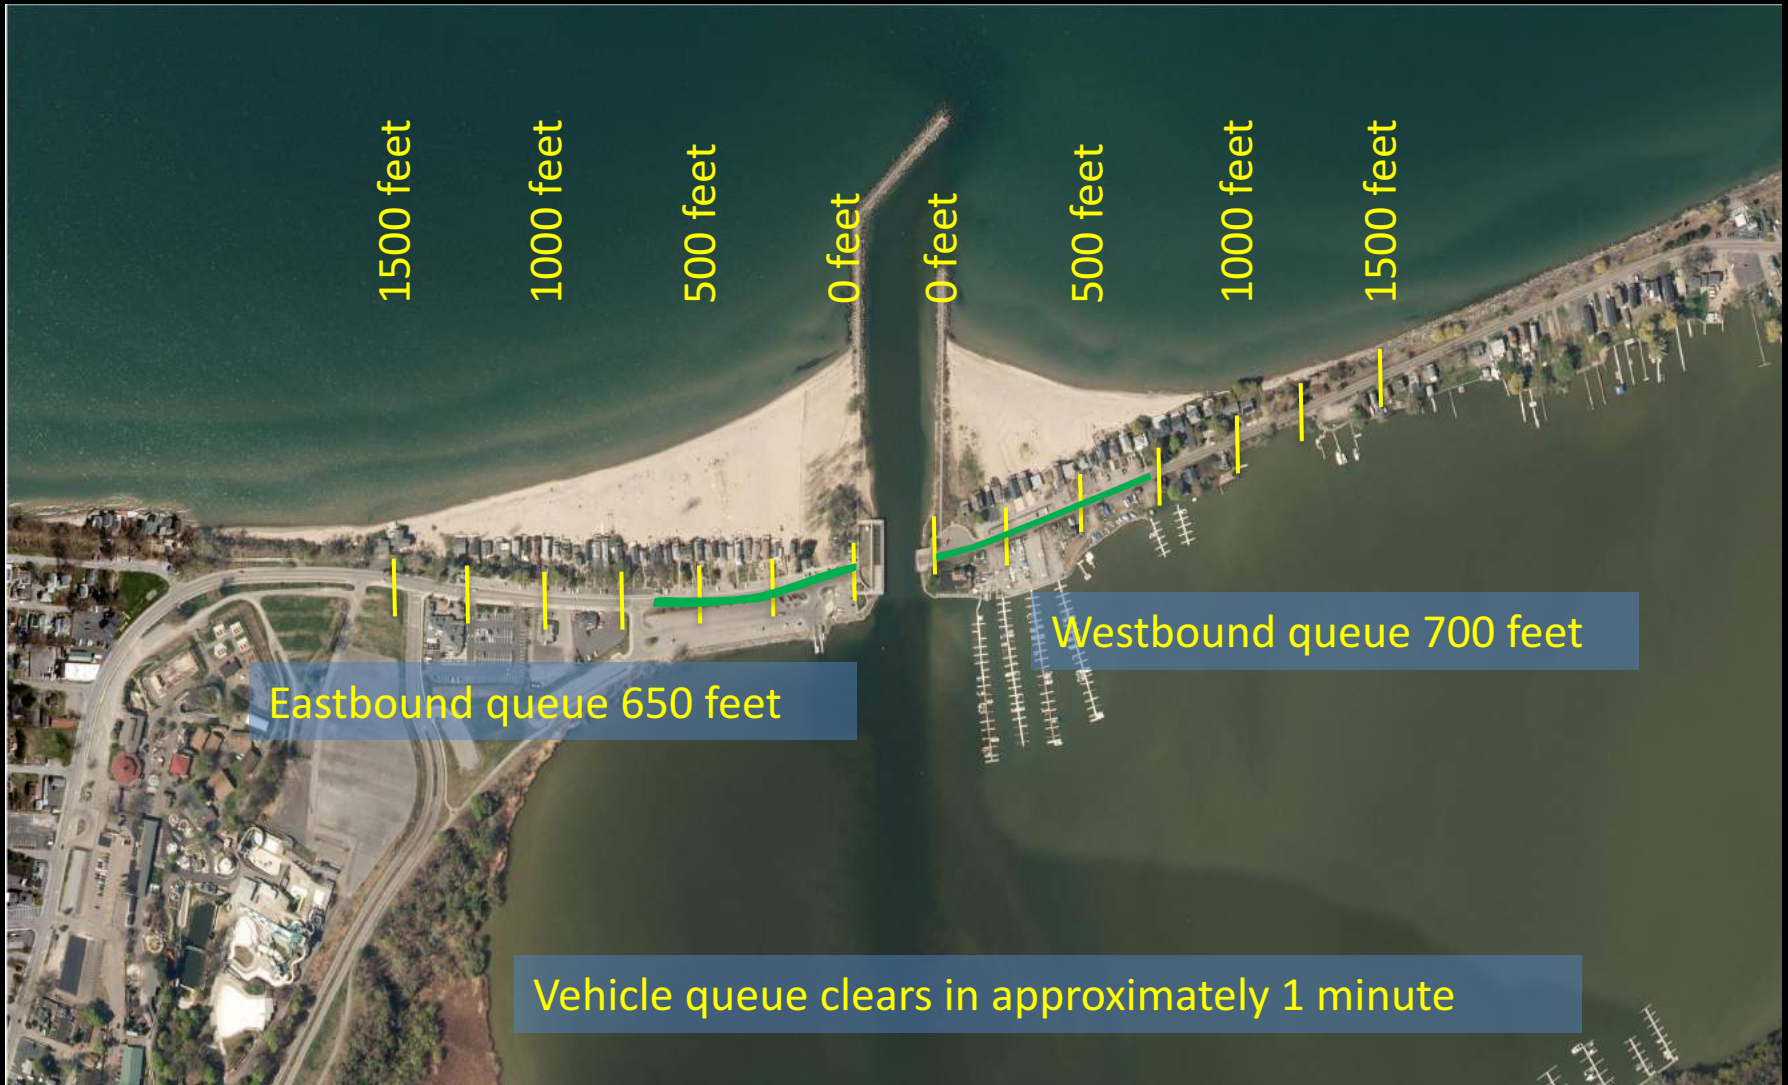 1500 feet
1000 feet
500 feet
0 feet
0 feet
500 feet
1000 feet
1500 feet
Westbound queue 700 feet
Eastbound queue 650 feet
Vehicle queue clears in approximately 1 minute